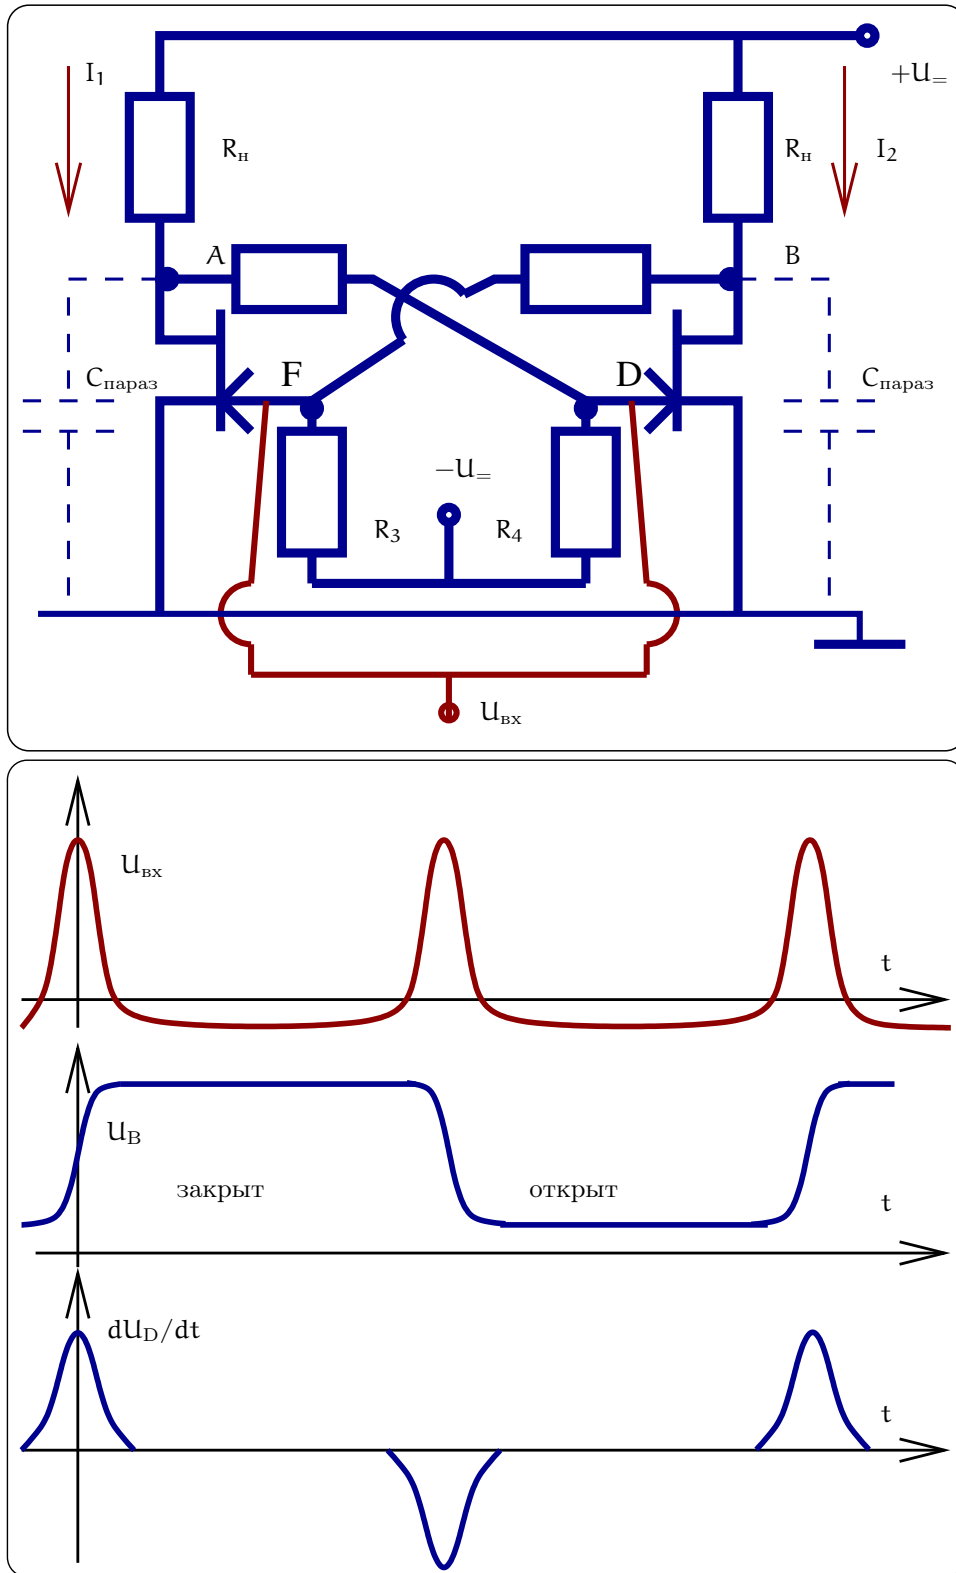 I₁
+U₌
Rн
Rн
I₂
A
B
Cпараз
F
D
Cпараз
−U₌
R₃
R₄
Uвх
Uвх
t
UB
закрыт
открыт
t
dUD/dt
t